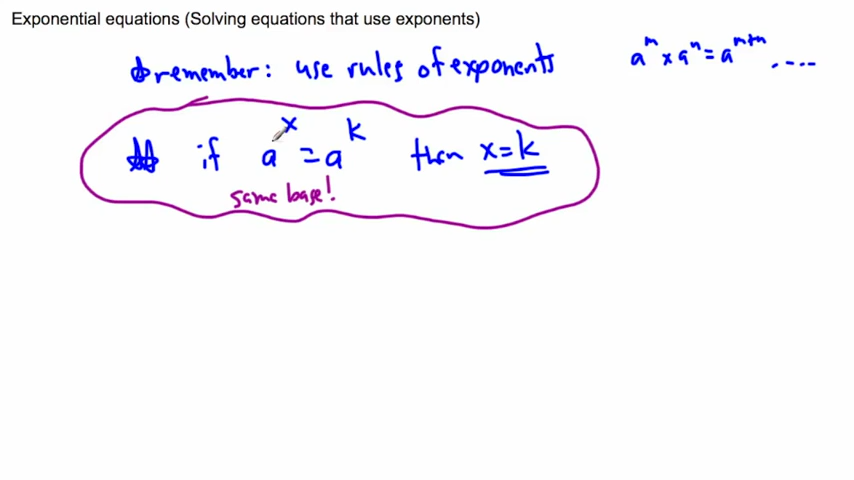 Exponential equations (Solving equations that use exponents)
☆ remember: use rules of exponents a^m × a^n = a^(m+n) ....
☆☆ if a^x = a^k then x = k
same base!